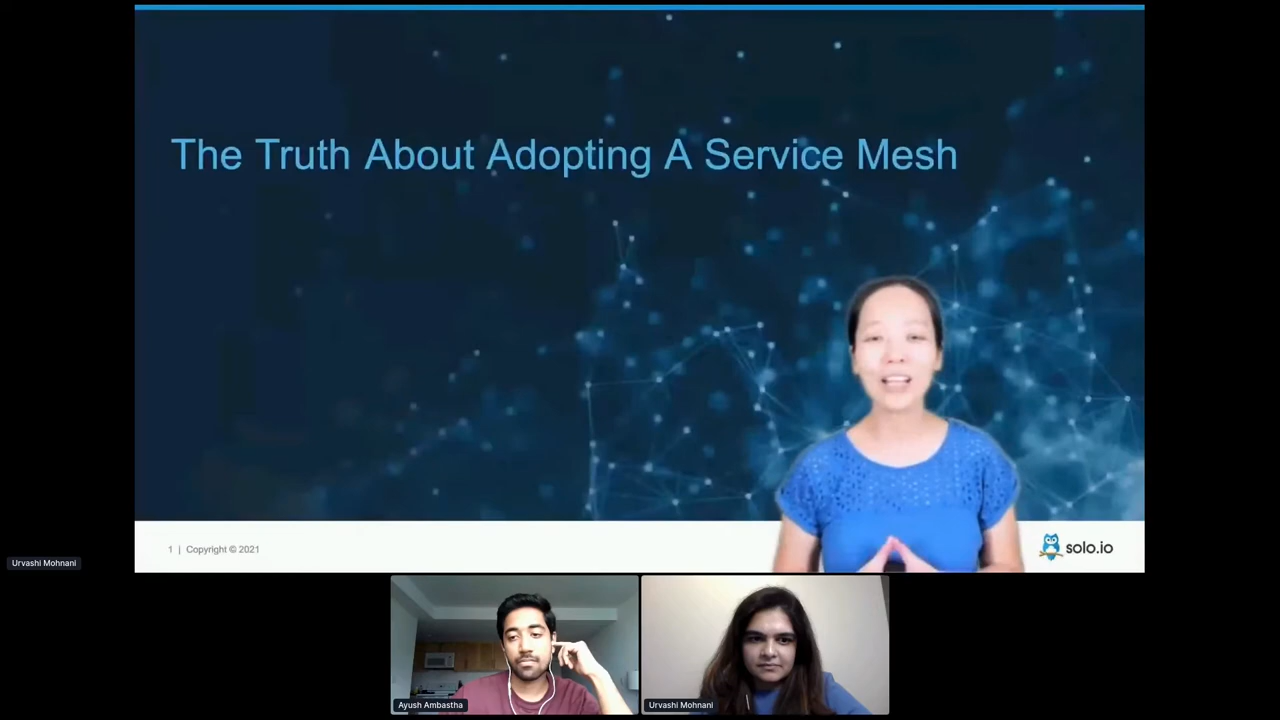 The Truth About Adopting A Service Mesh
1 | Copyright © 2021
solo.io
Urvashi Mohnani
Ayush Ambastha
Urvashi Mohnani